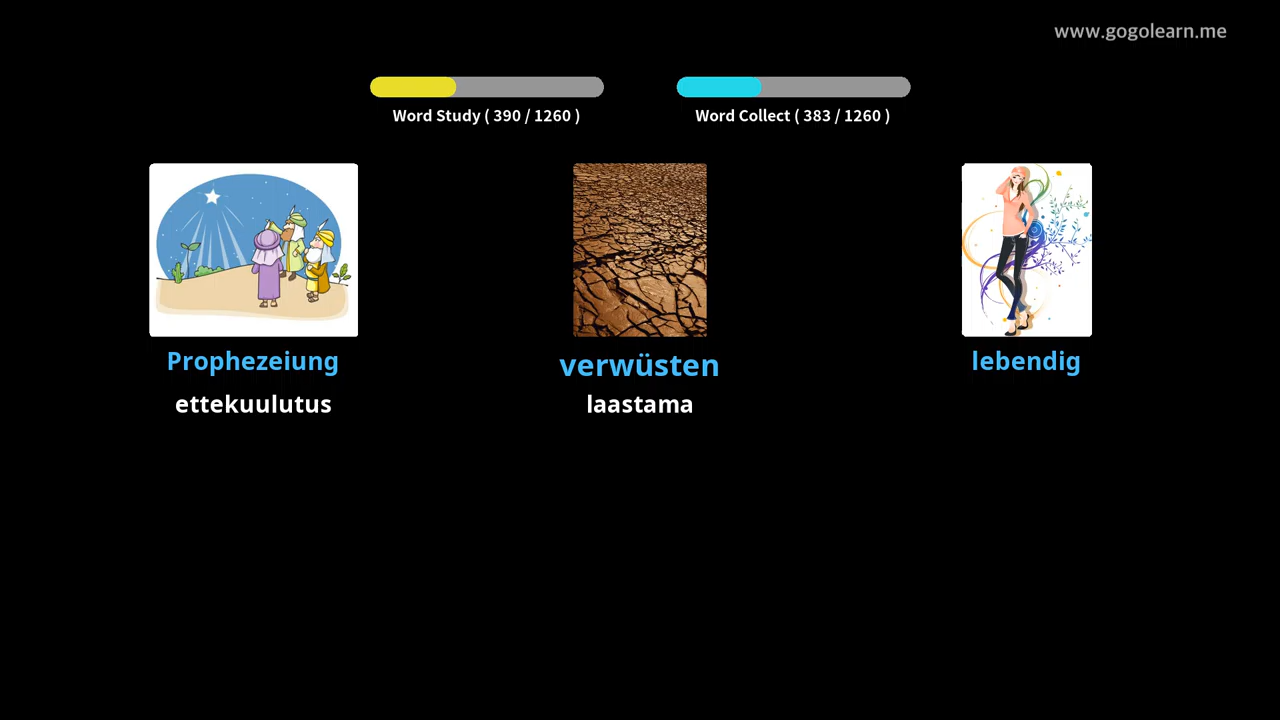 www.gogolearn.me
Word Study ( 390 / 1260 )
Word Collect ( 383 / 1260 )
Prophezeiung
verwüsten
lebendig
ettekuulutus
laastama